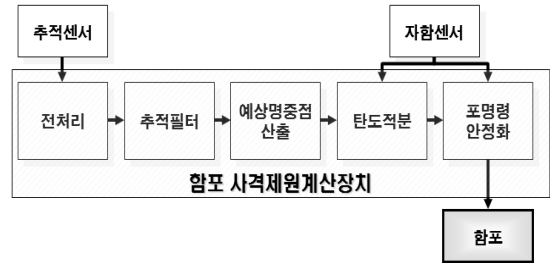 추적센서
자함센서
전처리
추적필터
예상명중점
산출
탄도적분
포명령
안정화
함포 사격제원계산장치
함포